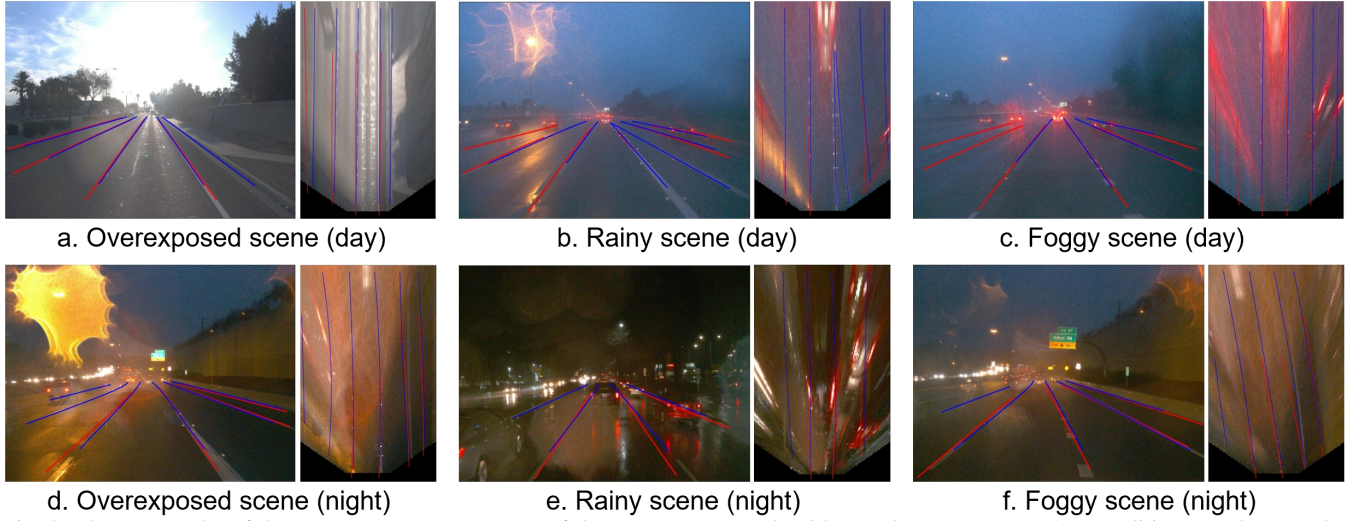 a. Overexposed scene (day)
b. Rainy scene (day)
c. Foggy scene (day)
d. Overexposed scene (night)
e. Rainy scene (night)
f. Foggy scene (night)